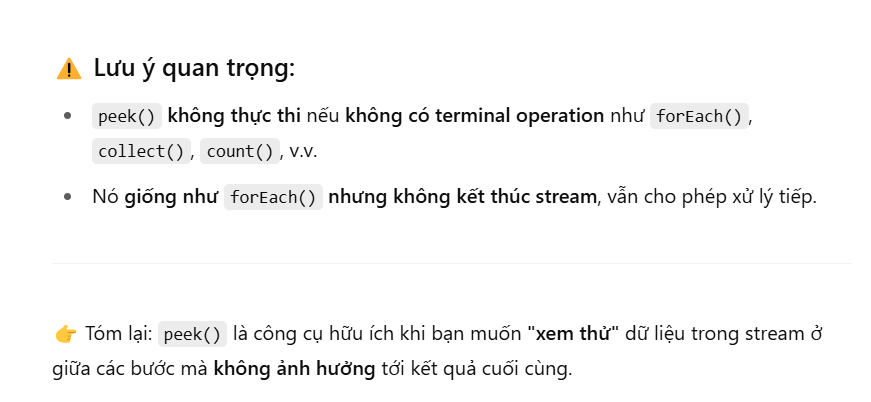 ⚠️ Lưu ý quan trọng:
• peek() không thực thi nếu không có terminal operation như forEach(),
collect(), count(), v.v.
• Nó giống như forEach() nhưng không kết thúc stream, vẫn cho phép xử lý tiếp.
👉 Tóm lại: peek() là công cụ hữu ích khi bạn muốn "xem thử" dữ liệu trong stream ở
giữa các bước mà không ảnh hưởng tới kết quả cuối cùng.